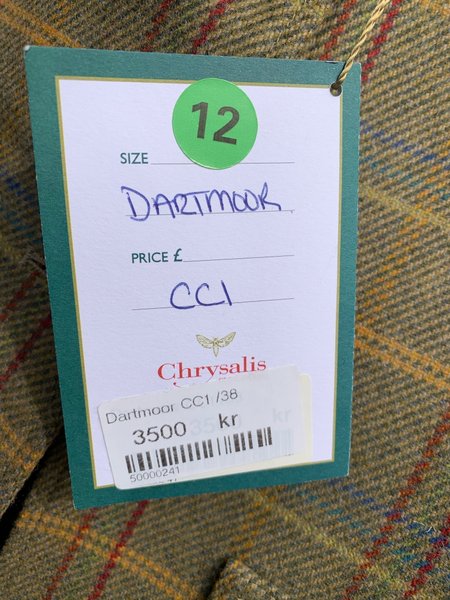 12
SIZE
DARTMOOR
PRICE £
CC1
Chrysalis
Dartmoor CC1 /38
3500 kr
50000241